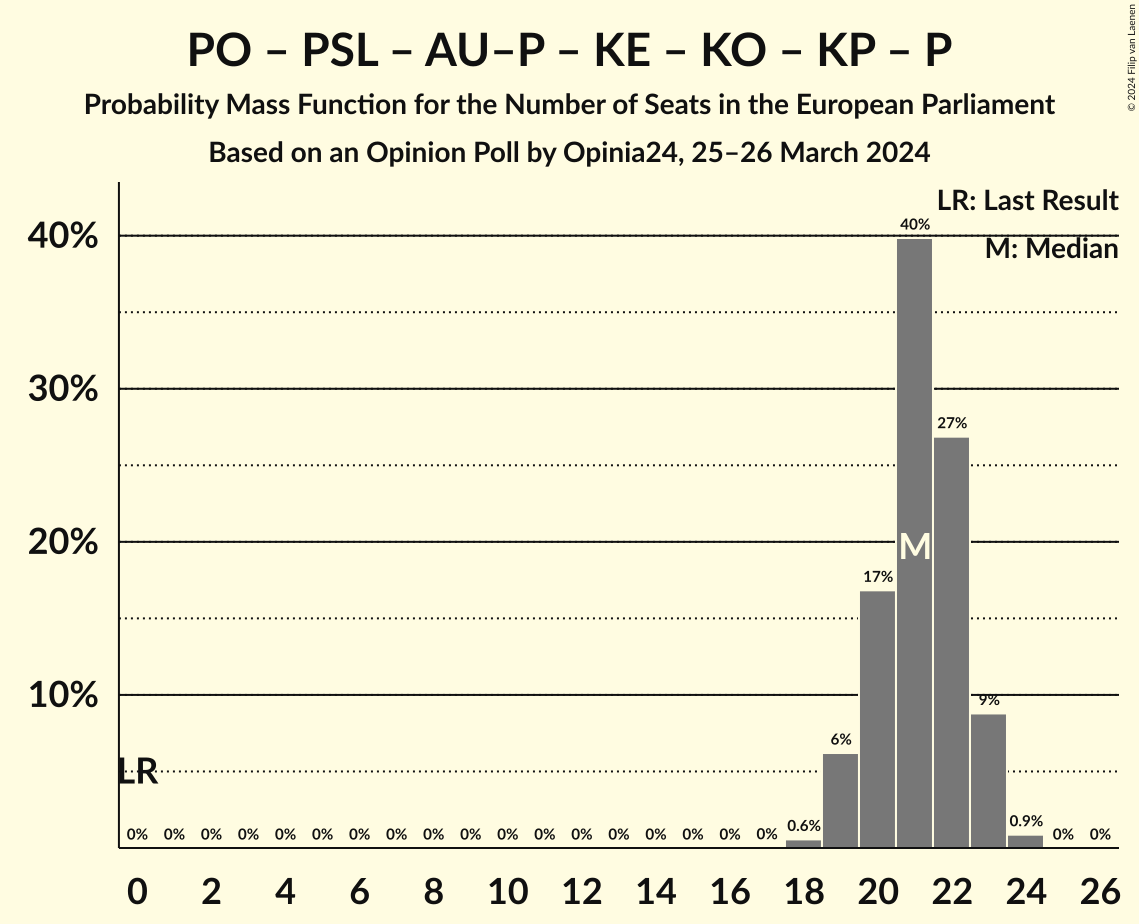 PO – PSL – AU–P – KE – KO – KP – P
Probability Mass Function for the Number of Seats in the European Parliament
Based on an Opinion Poll by Opinia24, 25–26 March 2024
© 2024 Filip van Laenen
LR: Last Result
M: Median
40%
30%
20%
10%
40%
27%
M
17%
9%
6%
LR
0% 0% 0% 0% 0% 0% 0% 0% 0% 0% 0% 0% 0% 0% 0% 0% 0% 0% 0.6% 0.9% 0% 0%
0 2 4 6 8 10 12 14 16 18 20 22 24 26